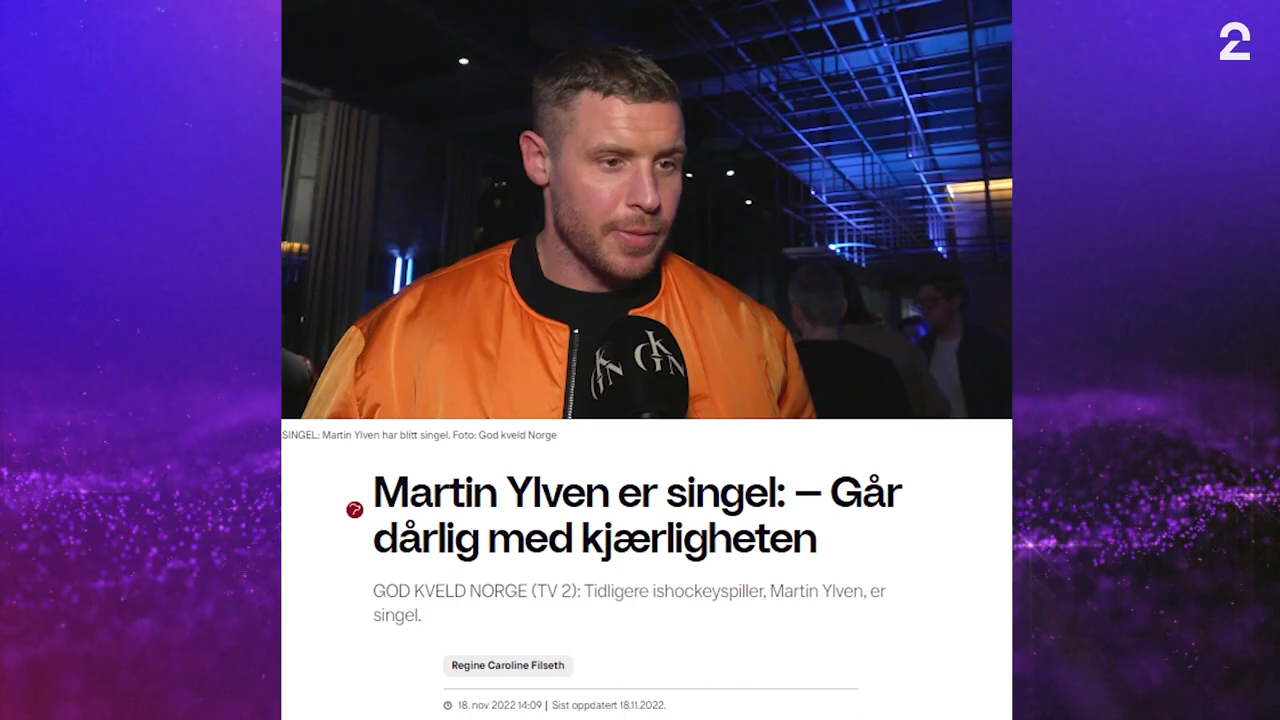 2
GKN GKN
SINGEL: Martin Ylven har blitt singel. Foto: God kveld Norge
Martin Ylven er singel: – Går
dårlig med kjærligheten
GOD KVELD NORGE (TV 2): Tidligere ishockeyspiller, Martin Ylven, er
singel.
Regine Caroline Filseth
18. nov 2022 14:09 | Sist oppdatert 18.11.2022.